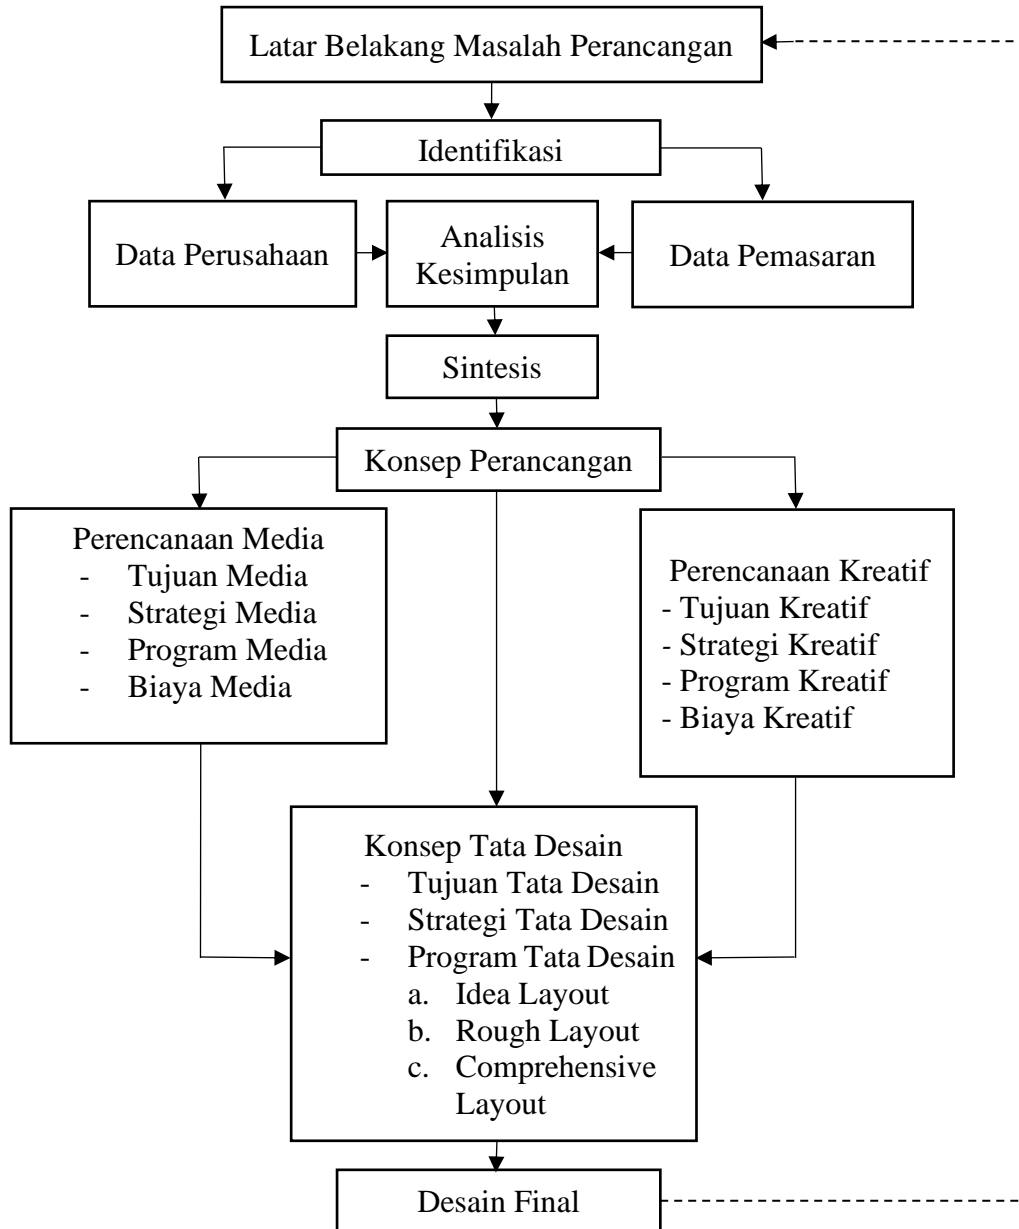 Latar Belakang Masalah Perancangan
Identifikasi
Data Perusahaan
Analisis
Kesimpulan
Data Pemasaran
Sintesis
Konsep Perancangan
Perencanaan Media
- Tujuan Media
- Strategi Media
- Program Media
- Biaya Media
Perencanaan Kreatif
- Tujuan Kreatif
- Strategi Kreatif
- Program Kreatif
- Biaya Kreatif
Konsep Tata Desain
- Tujuan Tata Desain
- Strategi Tata Desain
- Program Tata Desain
a. Idea Layout
b. Rough Layout
c. Comprehensive
Layout
Desain Final